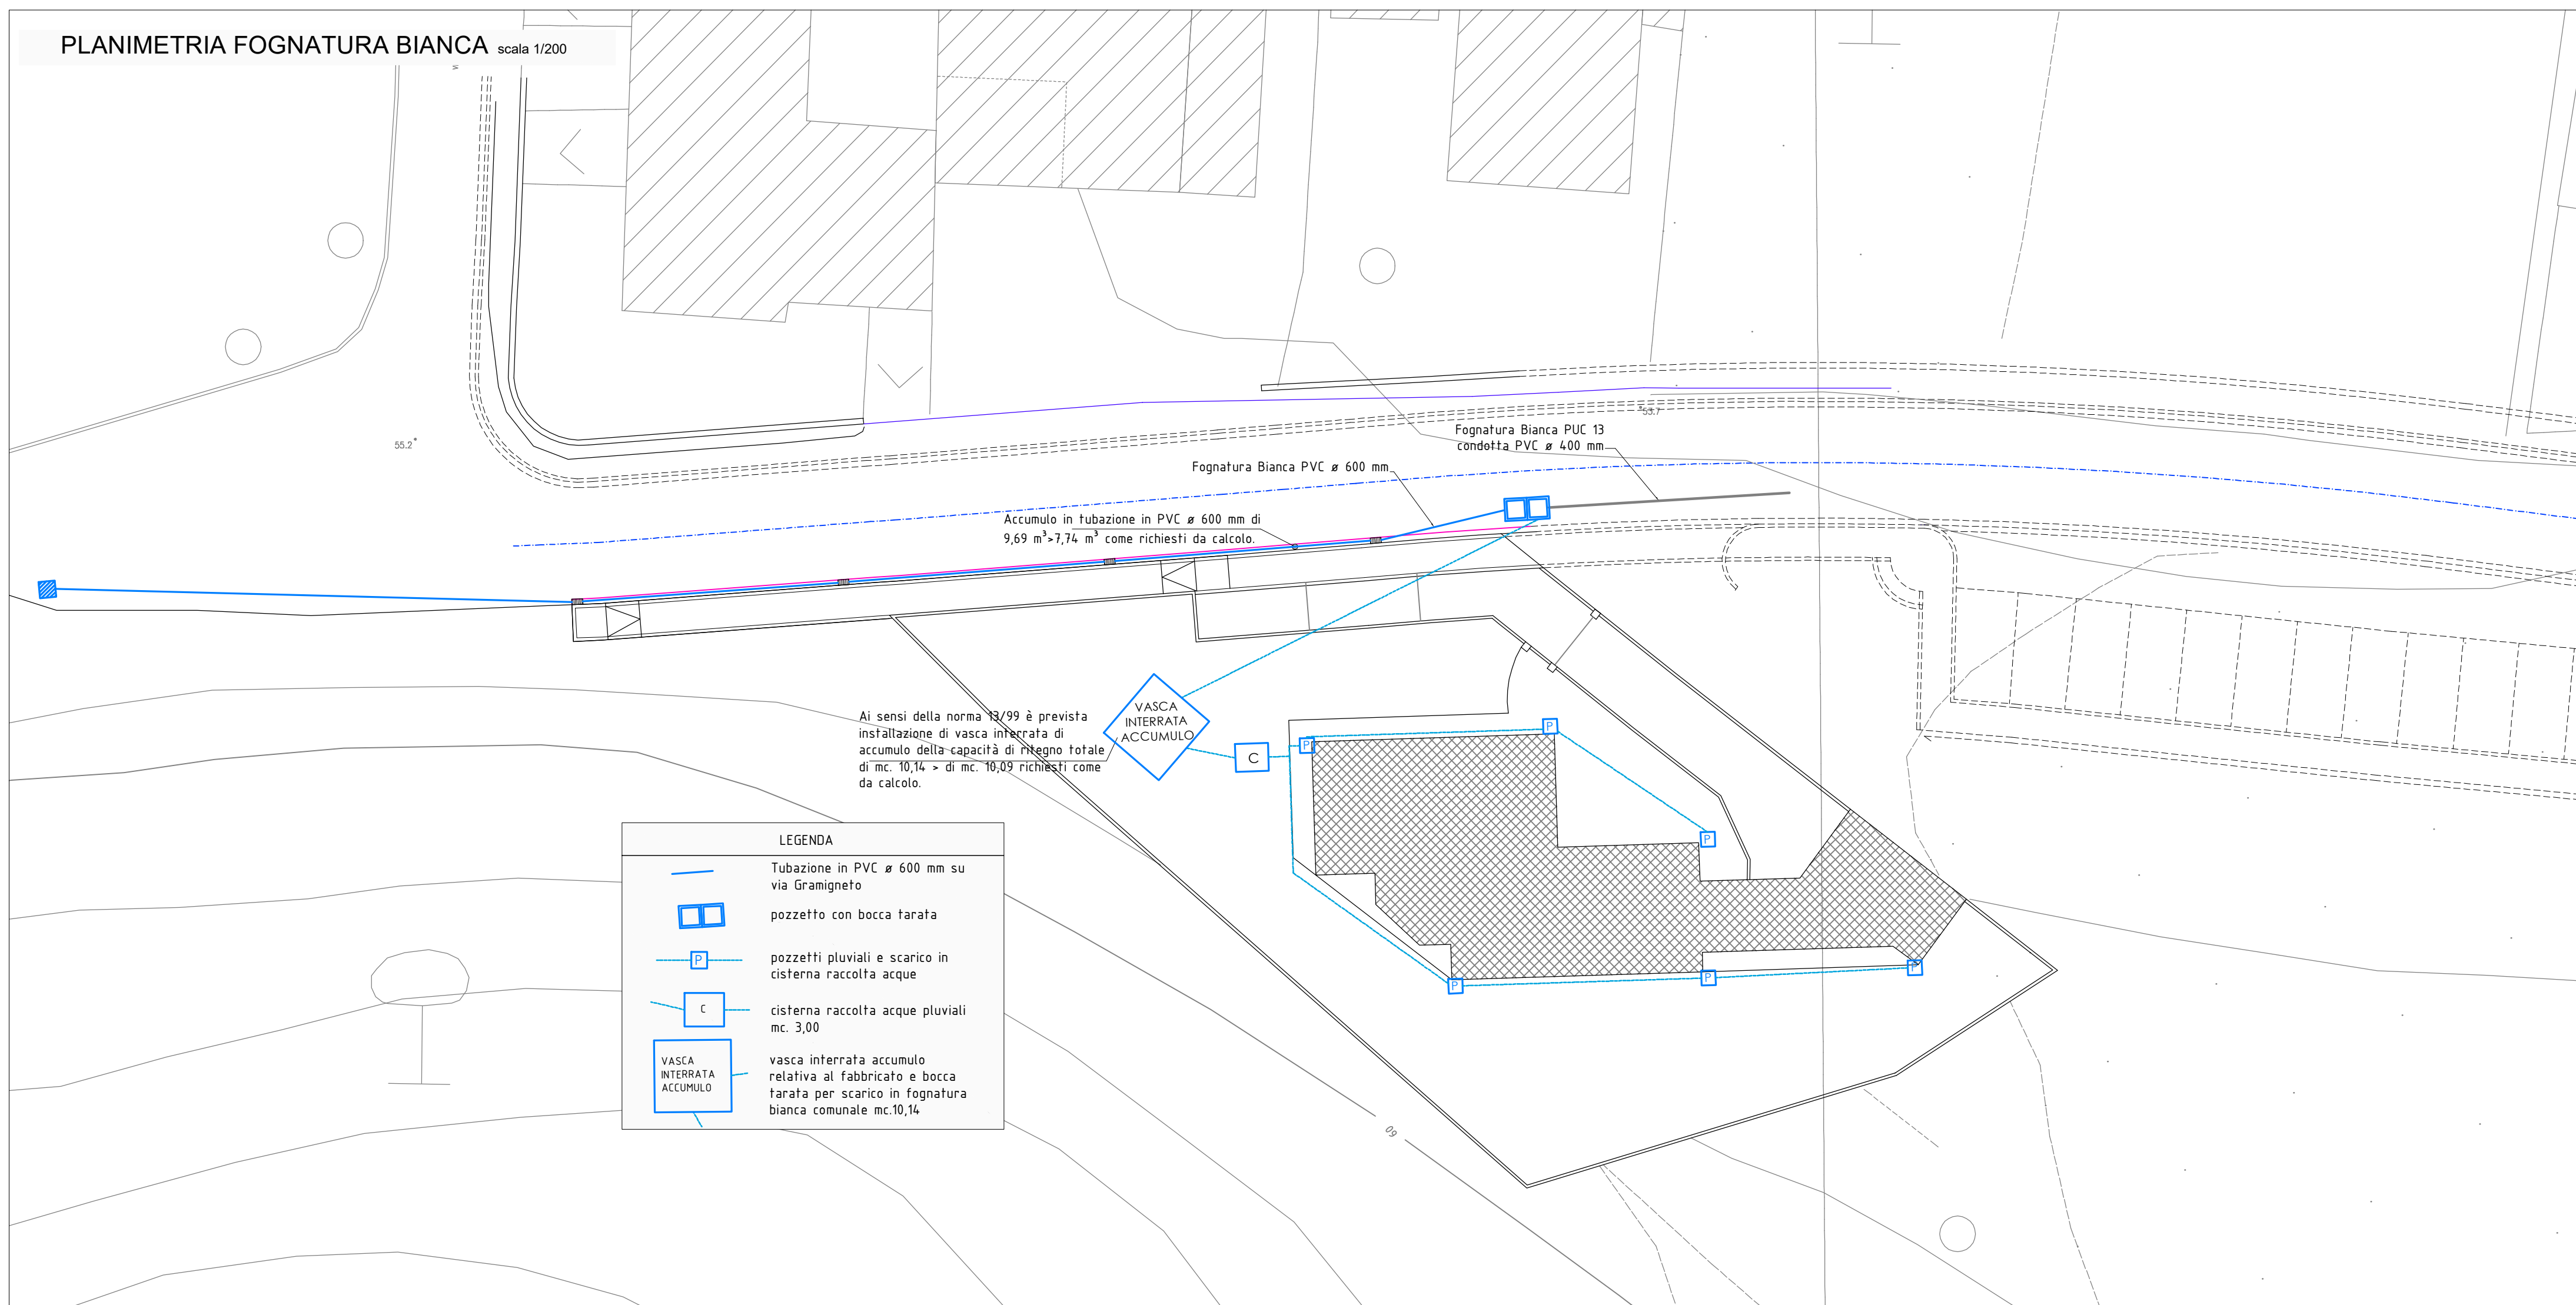 PLANIMETRIA FOGNATURA BIANCA scala 1/200
55.2
53.7
Fognatura Bianca PUC 13
condotta PVC ø 400 mm
Fognatura Bianca PVC ø 600 mm
Accumulo in tubazione in PVC ø 600 mm di
9,69 m³>7,74 m³ come richiesti da calcolo.
Ai sensi della norma 13/99 è prevista
installazione di vasca interrata di
accumulo della capacità di ritegno totale
di mc. 10,14 > di mc. 10,09 richiesti come
da calcolo.
VASCA
INTERRATA
ACCUMULO
C
P
P
P
P
P
P
LEGENDA
Tubazione in PVC ø 600 mm su
via Gramigneto
pozzetto con bocca tarata
P
pozzetti pluviali e scarico in
cisterna raccolta acque
C
cisterna raccolta acque pluviali
mc. 3,00
VASCA
INTERRATA
ACCUMULO
vasca interrata accumulo
relativa al fabbricato e bocca
tarata per scarico in fognatura
bianca comunale mc.10,14
60